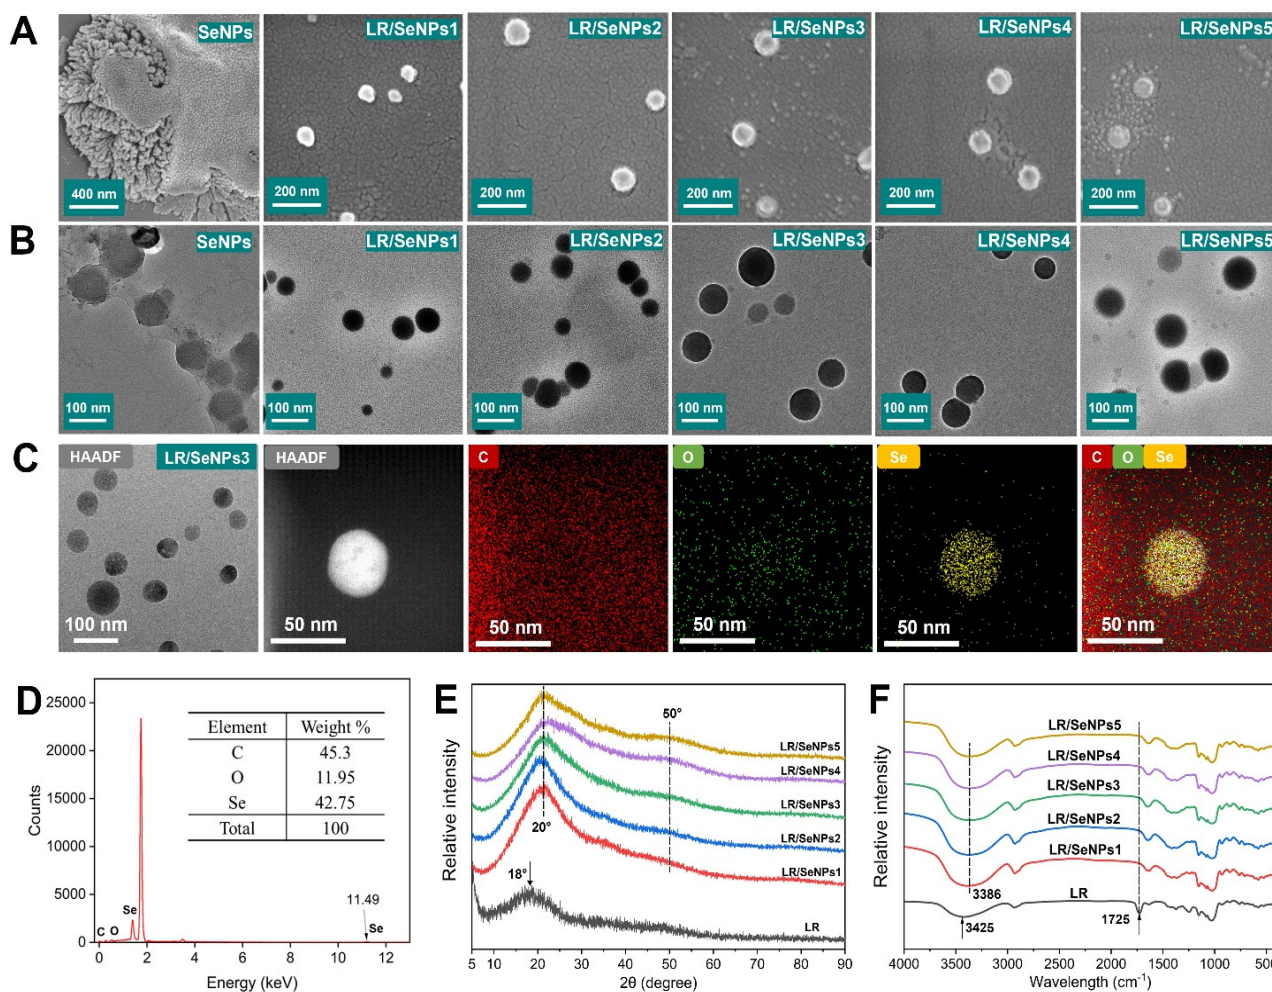 A
SeNPs
LR/SeNPs1
LR/SeNPs2
LR/SeNPs3
LR/SeNPs4
LR/SeNPs5
400 nm
200 nm
200 nm
200 nm
200 nm
200 nm
B
SeNPs
LR/SeNPs1
LR/SeNPs2
LR/SeNPs3
LR/SeNPs4
LR/SeNPs5
100 nm
100 nm
100 nm
100 nm
100 nm
100 nm
C
HAADF
LR/SeNPs3
HAADF
C
O
Se
C O Se
100 nm
50 nm
50 nm
50 nm
50 nm
50 nm
D
25000
20000
15000
10000
5000
0
Counts
Element Weight %
C 45.3
O 11.95
Se 42.75
Total 100
11.49
Se
C O
Se
0 2 4 6 8 10 12
Energy (keV)
E
Relative intensity
50°
20°
18°
LR/SeNPs5
LR/SeNPs4
LR/SeNPs3
LR/SeNPs2
LR/SeNPs1
LR
5 10 20 30 40 50 60 70 80 90
2θ (degree)
F
Relative intensity
LR/SeNPs5
LR/SeNPs4
LR/SeNPs3
LR/SeNPs2
LR/SeNPs1
LR
3386
3425
1725
4000 3500 3000 2500 2000 1500 1000 500
Wavelength (cm⁻¹)